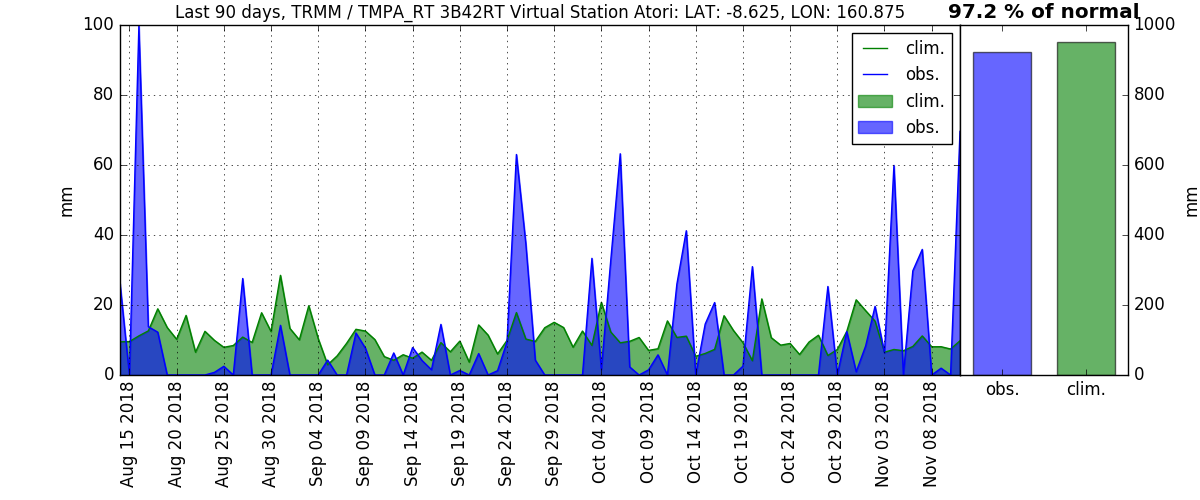 Last 90 days, TRMM / TMPA_RT 3B42RT Virtual Station Atori: LAT: -8.625, LON: 160.875
97.2 % of normal
100
80
60
40
20
0
mm
clim.
obs.
clim.
obs.
1000
800
600
400
200
0
mm
obs.
clim.
Aug 15 2018
Aug 20 2018
Aug 25 2018
Aug 30 2018
Sep 04 2018
Sep 09 2018
Sep 14 2018
Sep 19 2018
Sep 24 2018
Sep 29 2018
Oct 04 2018
Oct 09 2018
Oct 14 2018
Oct 19 2018
Oct 24 2018
Oct 29 2018
Nov 03 2018
Nov 08 2018